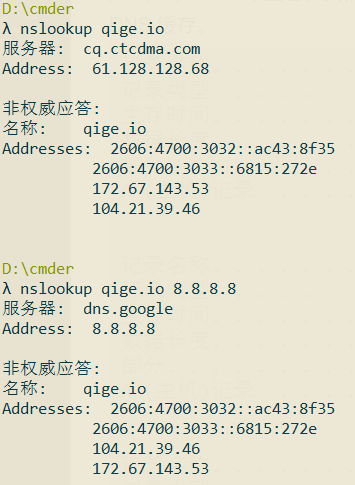 D:\cmder
λ nslookup qige.io
服务器:  cq.ctcdma.com
Address:  61.128.128.68
非权威应答:
名称:    qige.io
Addresses:  2606:4700:3032::ac43:8f35
2606:4700:3033::6815:272e
172.67.143.53
104.21.39.46
D:\cmder
λ nslookup qige.io 8.8.8.8
服务器:  dns.google
Address:  8.8.8.8
非权威应答:
名称:    qige.io
Addresses:  2606:4700:3032::ac43:8f35
2606:4700:3033::6815:272e
104.21.39.46
172.67.143.53